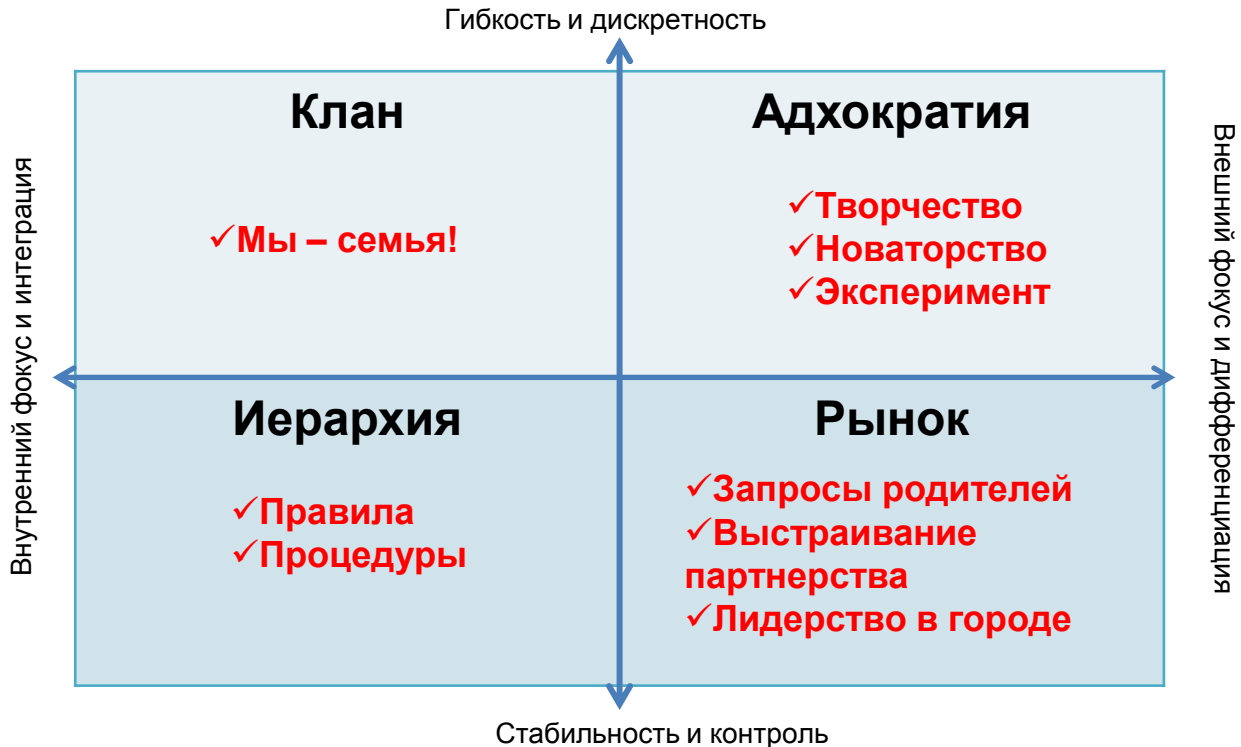 Гибкость и дискретность
Клан
Адхократия
✓Мы – семья!
✓Творчество
✓Новаторство
✓Эксперимент
Внутренний фокус и интеграция
Внешний фокус и дифференциация
Иерархия
Рынок
✓Правила
✓Процедуры
✓Запросы родителей
✓Выстраивание
партнерства
✓Лидерство в городе
Стабильность и контроль